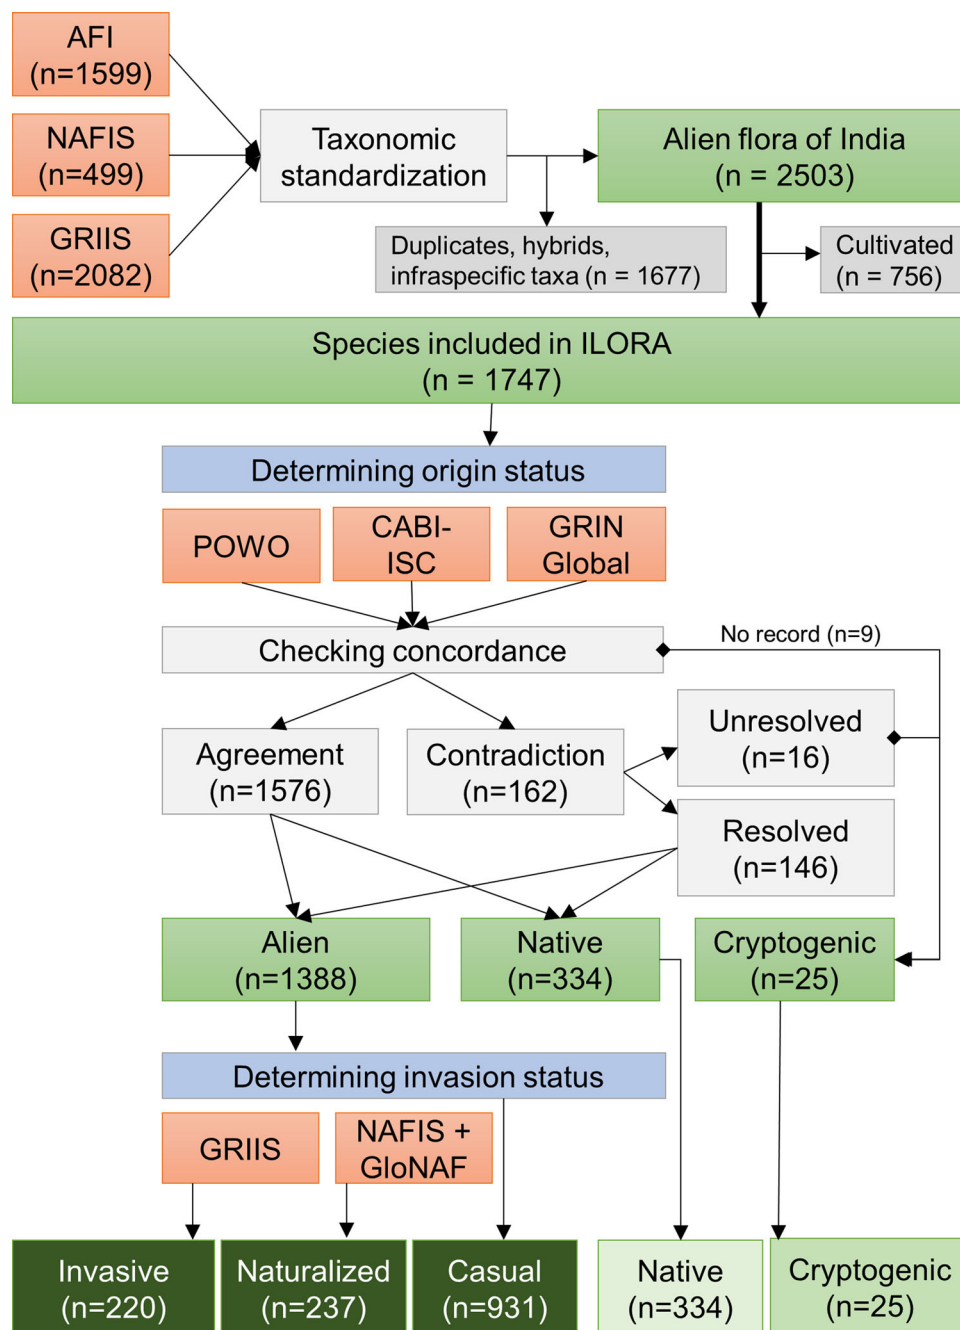 AFI
(n=1599)
NAFIS
(n=499)
GRIIS
(n=2082)
Taxonomic
standardization
Alien flora of India
(n = 2503)
Duplicates, hybrids,
infraspecific taxa (n = 1677)
Cultivated
(n = 756)
Species included in ILORA
(n = 1747)
Determining origin status
POWO
CABI-
ISC
GRIN
Global
Checking concordance
No record (n=9)
Agreement
(n=1576)
Contradiction
(n=162)
Unresolved
(n=16)
Resolved
(n=146)
Alien
(n=1388)
Native
(n=334)
Cryptogenic
(n=25)
Determining invasion status
GRIIS
NAFIS +
GloNAF
Invasive
(n=220)
Naturalized
(n=237)
Casual
(n=931)
Native
(n=334)
Cryptogenic
(n=25)